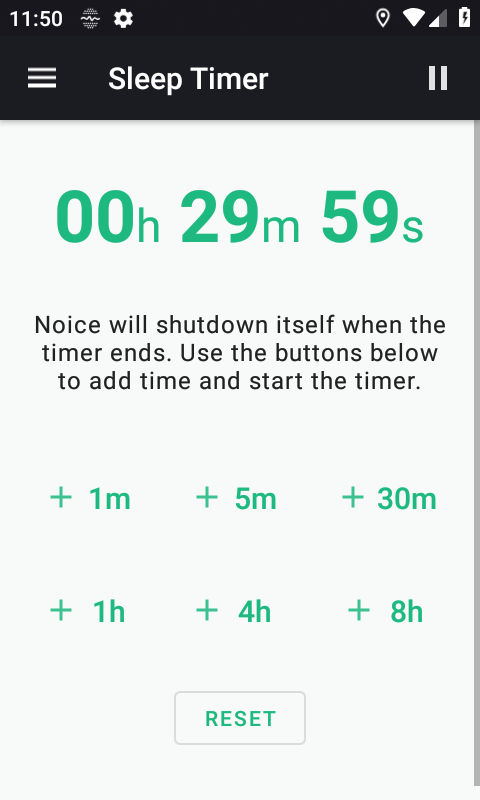 11:50
Sleep Timer
00h 29m 59s
Noice will shutdown itself when the
timer ends. Use the buttons below
to add time and start the timer.
+ 1m + 5m + 30m
+ 1h + 4h + 8h
RESET